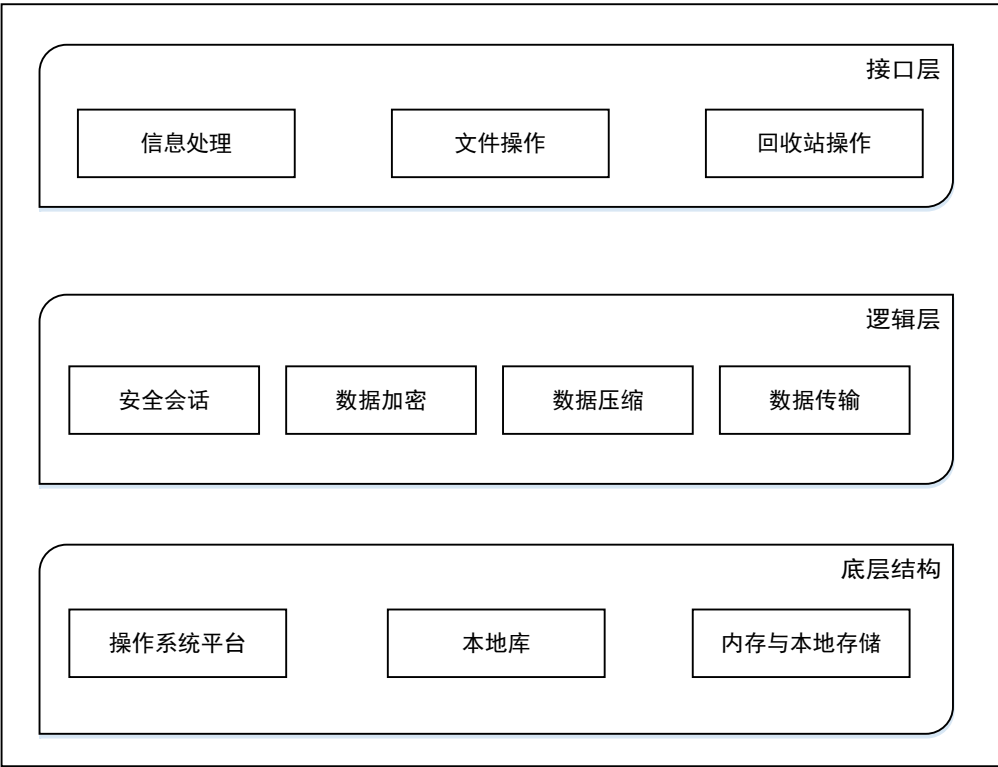 接口层
信息处理
文件操作
回收站操作
逻辑层
安全会话
数据加密
数据压缩
数据传输
底层结构
操作系统平台
本地库
内存与本地存储